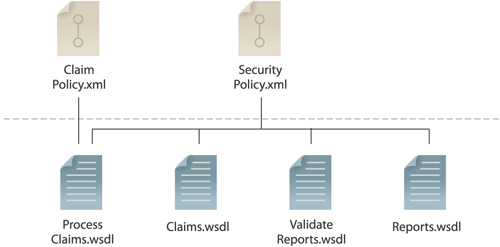 Claim
Policy.xml
Security
Policy.xml
Process
Claims.wsdl
Claims.wsdl
Validate
Reports.wsdl
Reports.wsdl